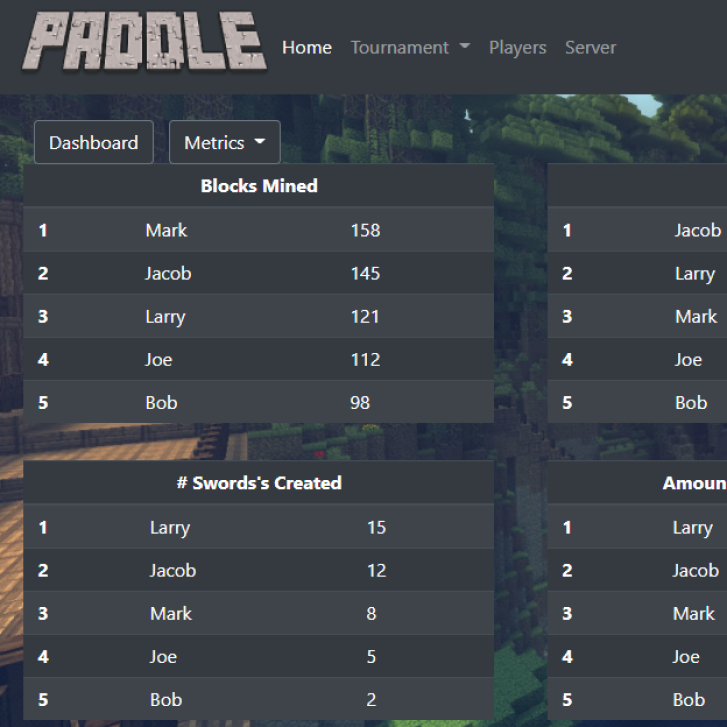 PADDLE Home Tournament Players Server
Dashboard Metrics
Blocks Mined
1 Mark 158
2 Jacob 145
3 Larry 121
4 Joe 112
5 Bob 98
1 Jacob
2 Larry
3 Mark
4 Joe
5 Bob
# Swords's Created
1 Larry 15
2 Jacob 12
3 Mark 8
4 Joe 5
5 Bob 2
Amoun
1 Larry
2 Jacob
3 Mark
4 Joe
5 Bob